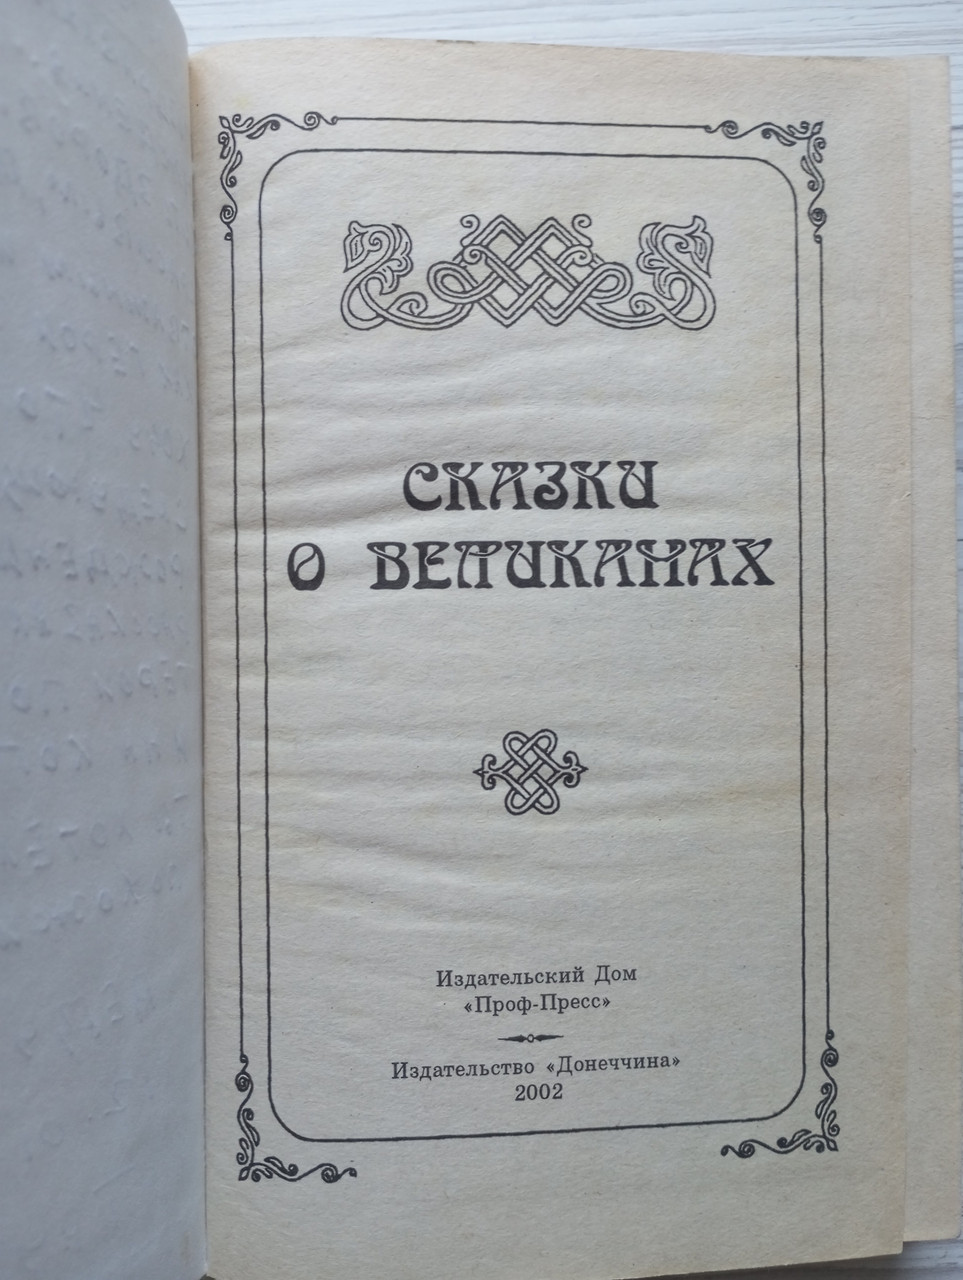 СКАЗКИ
О ВЕЛИКАНАХ
Издательский Дом
«Проф-Пресс»
Издательство «Донеччина»
2002